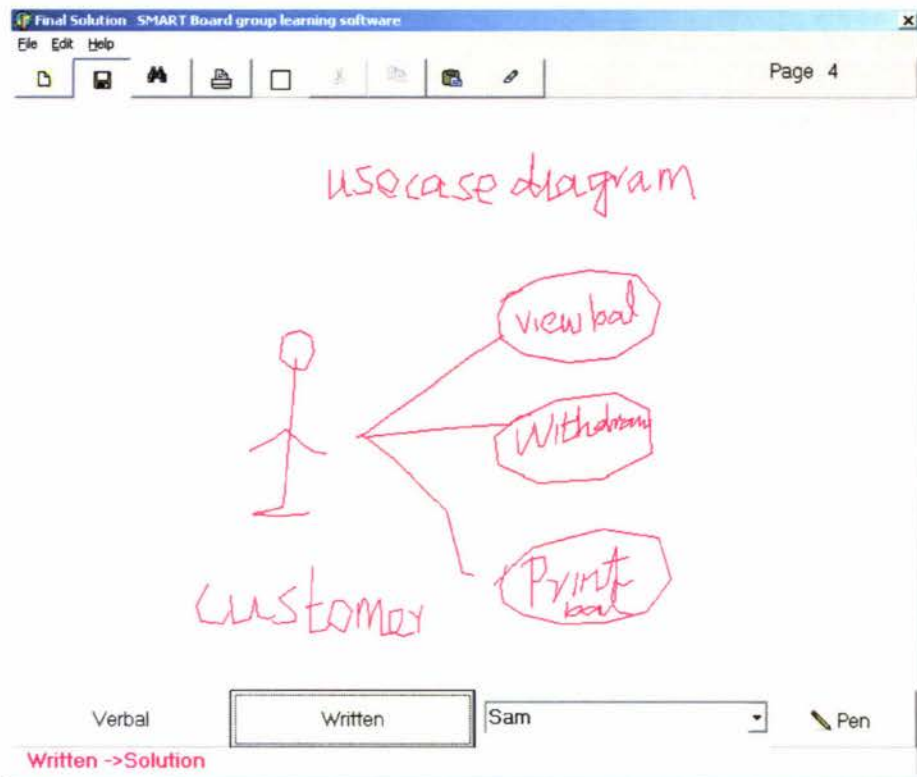 Final Solution SMART Board group learning software
File Edit Help
Page 4
usecase diagram
view bal
Withdraw
Print
bal
customer
Verbal Written Sam Pen
Written ->Solution